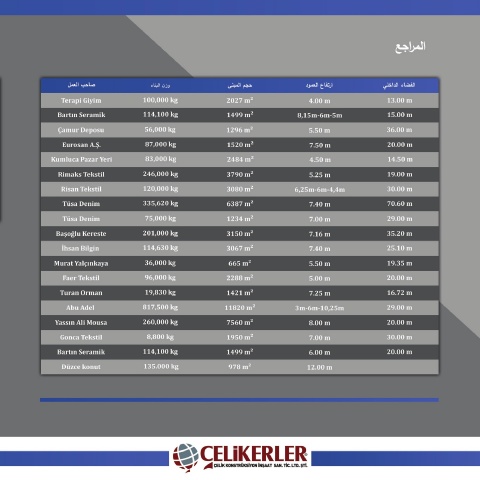 المراجع
صاحب العمل وزن البناء حجم المبنى ارتفاع العمود الفضاء الداخلي
Terapi Giyim 100,000 kg 2027 m² 4.00 m 13.00 m
Bartın Seramik 114,100 kg 1499 m² 8,15m-6m-5m 15.00 m
Çamur Deponu 56,000 kg 1296 m² 5.50 m 36.00 m
Eurosan A.Ş. 87,000 kg 1520 m² 7.50 m 20.00 m
Kumluca Pazar Yeri 83,000 kg 2484 m² 4.50 m 14.50 m
Rimaks Tekstil 246,000 kg 3790 m² 5.25 m 19.00 m
Risan Tekstil 120,000 kg 3080 m² 6,25m-6m-4,4m 30.00 m
Tüsa Denim 335,620 kg 6387 m² 7.40 m 70.60 m
Tüsa Denim 75,000 kg 1234 m² 7.00 m 29.00 m
Başoğlu Kereste 201,000 kg 3150 m² 7.16 m 35.20 m
İhsan Bilgin 114,630 kg 3067 m² 7.40 m 25.10 m
Murat Yalçınkaya 36,000 kg 665 m² 5.50 m 19.35 m
Fuer Tekstil 96,000 kg 2280 m² 5.00 m 20.00 m
Turan Orman 19,830 kg 1421 m² 7.25 m 16.72 m
Abu Adel 817,500 kg 11820 m² 3m-6m-10,25m 29.00 m
Yassın Ali Mousa 260,000 kg 7560 m² 8.00 m 20.00 m
Gonca Tekstil 8,800 kg 1950 m² 7.00 m 30.00 m
Bartın Seramik 114,100 kg 1499 m² 6.00 m 20.00 m
Düzce konut 135.000 kg 970 m² 12.00 m
ÇELİKERLER
ÇELİK KONSTRÜKSİYON İNŞAAT SAN. TİC. LTD. ŞTİ.